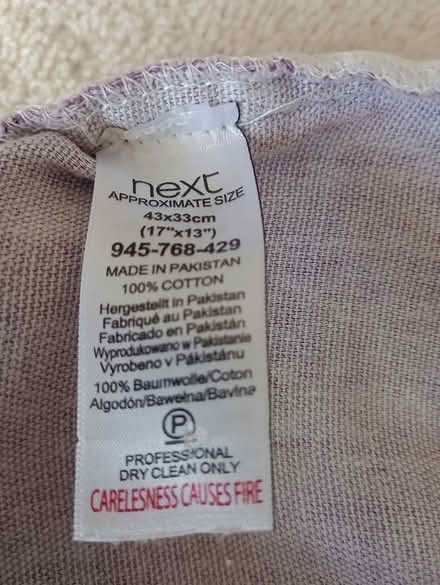 next
APPROXIMATE SIZE
43x33cm
(17"x13")
945-768-429
MADE IN PAKISTAN
100% COTTON
Hergestellt in Pakistan
Fabriqué au Pakistan
Fabricado en Pakistán
Wyprodukowano w Pakistanie
Vyrobeno v Pákistánu
100% Baumwolle/Coton
Algodón/Bawełna/Bavlna
P
PROFESSIONAL
DRY CLEAN ONLY
CARELESNESS CAUSES FIRE